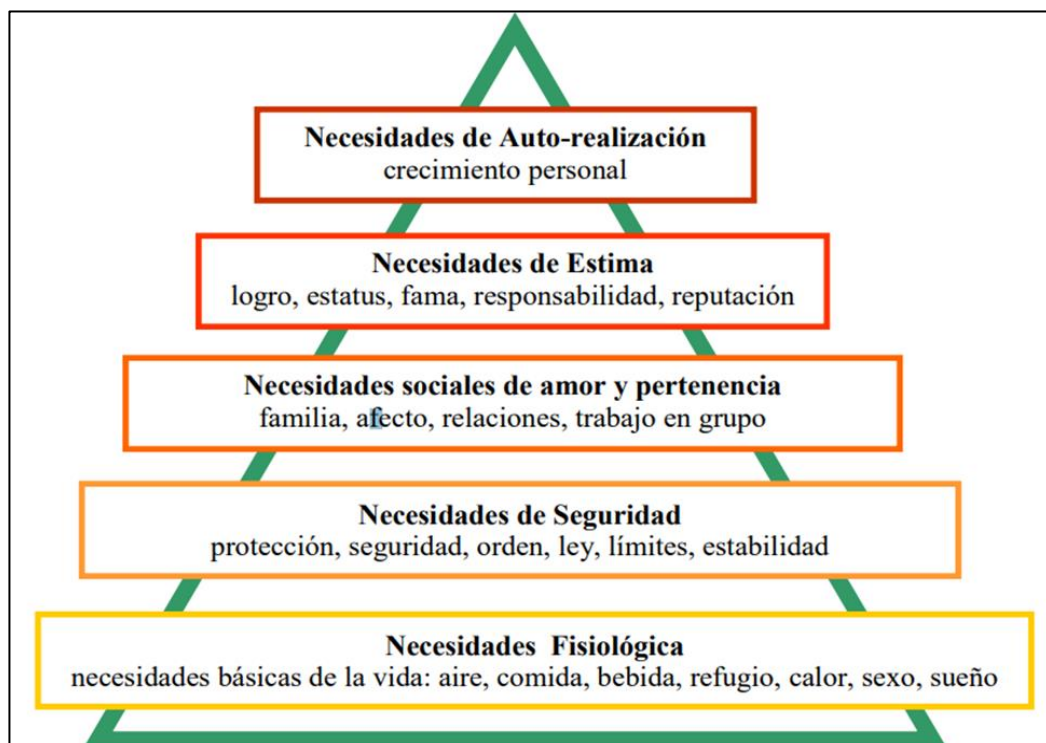 Necesidades de Auto-realización
crecimiento personal
Necesidades de Estima
logro, estatus, fama, responsabilidad, reputación
Necesidades sociales de amor y pertenencia
familia, afecto, relaciones, trabajo en grupo
Necesidades de Seguridad
protección, seguridad, orden, ley, límites, estabilidad
Necesidades Fisiológica
necesidades básicas de la vida: aire, comida, bebida, refugio, calor, sexo, sueño